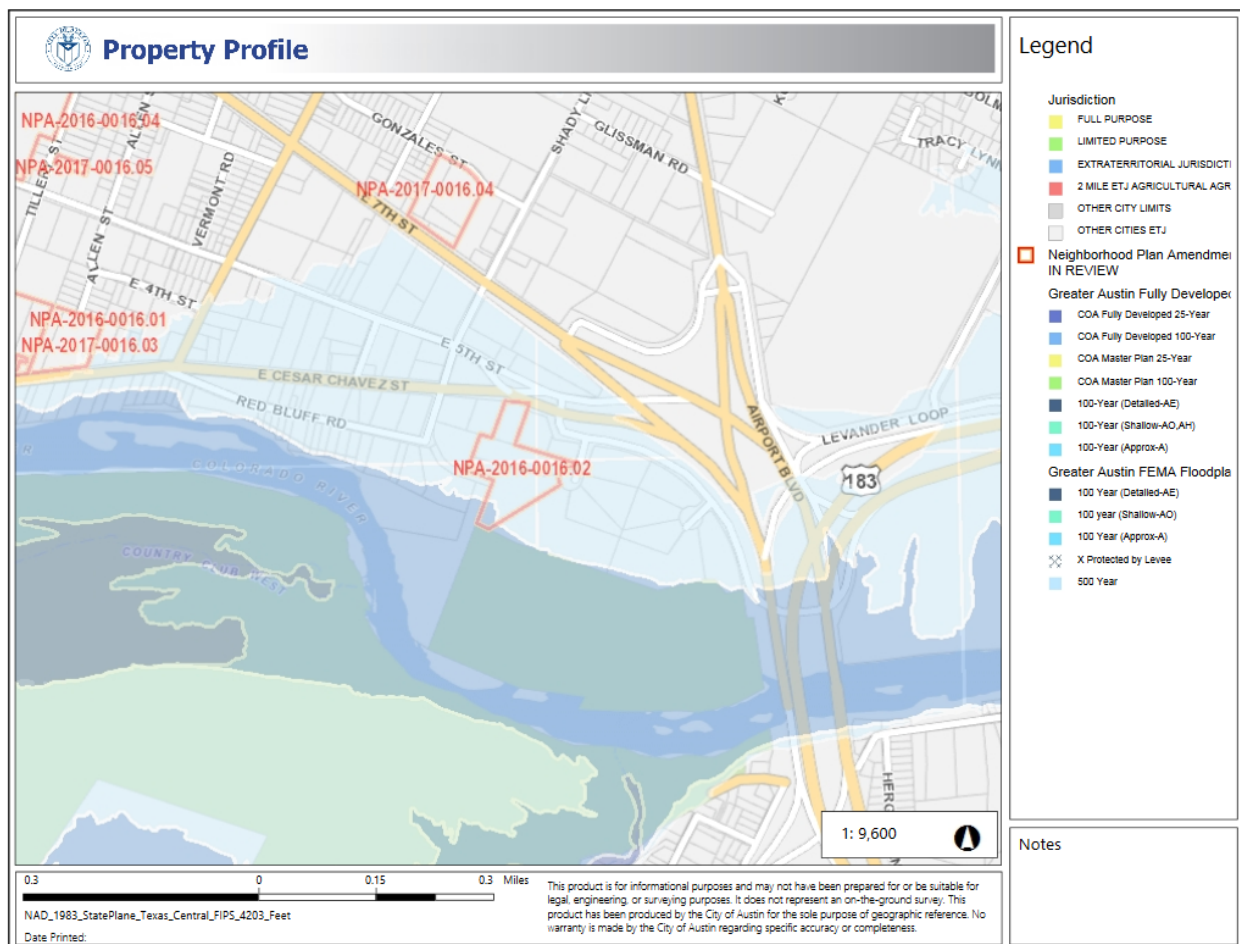 Property Profile
NPA-2016-0016.04
NPA-2017-0016.05
TILLERY ST
ALLEN ST
ALLEN ST
VERMONT RD
GONZALES ST
NPA-2017-0016.04
E 7TH ST
SHADY
GLISSMAN RD
TRACY LYNN
E 4TH ST
NPA-2016-0016.01
NPA-2017-0016.03
E 5TH ST
E CESAR CHAVEZ ST
RED BLUFF RD
AIRPORT BLVD
LEVANDER LOOP
183
NPA-2016-0016.02
COLORADO RIVER
COUNTRY CLUB WEST
1: 9,600
Legend
Jurisdiction
FULL PURPOSE
LIMITED PURPOSE
EXTRATERRITORIAL JURISDICTI
2 MILE ETJ AGRICULTURAL AGR
OTHER CITY LIMITS
OTHER CITIES ETJ
Neighborhood Plan Amendmen
IN REVIEW
Greater Austin Fully Developed
COA Fully Developed 25-Year
COA Fully Developed 100-Year
COA Master Plan 25-Year
COA Master Plan 100-Year
100-Year (Detailed-AE)
100-Year (Shallow-AO,AH)
100-Year (Approx-A)
Greater Austin FEMA Floodpla
100 Year (Detailed-AE)
100 year (Shallow-AO)
100 Year (Approx-A)
X Protected by Levee
500 Year
Notes
0.3 0 0.15 0.3 Miles
NAD_1983_StatePlane_Texas_Central_FIPS_4203_Feet
Date Printed:
This product is for informational purposes and may not have been prepared for or be suitable for
legal, engineering, or surveying purposes. It does not represent an on-the-ground survey. This
product has been produced by the City of Austin for the sole purpose of geographic reference. No
warranty is made by the City of Austin regarding specific accuracy or completeness.